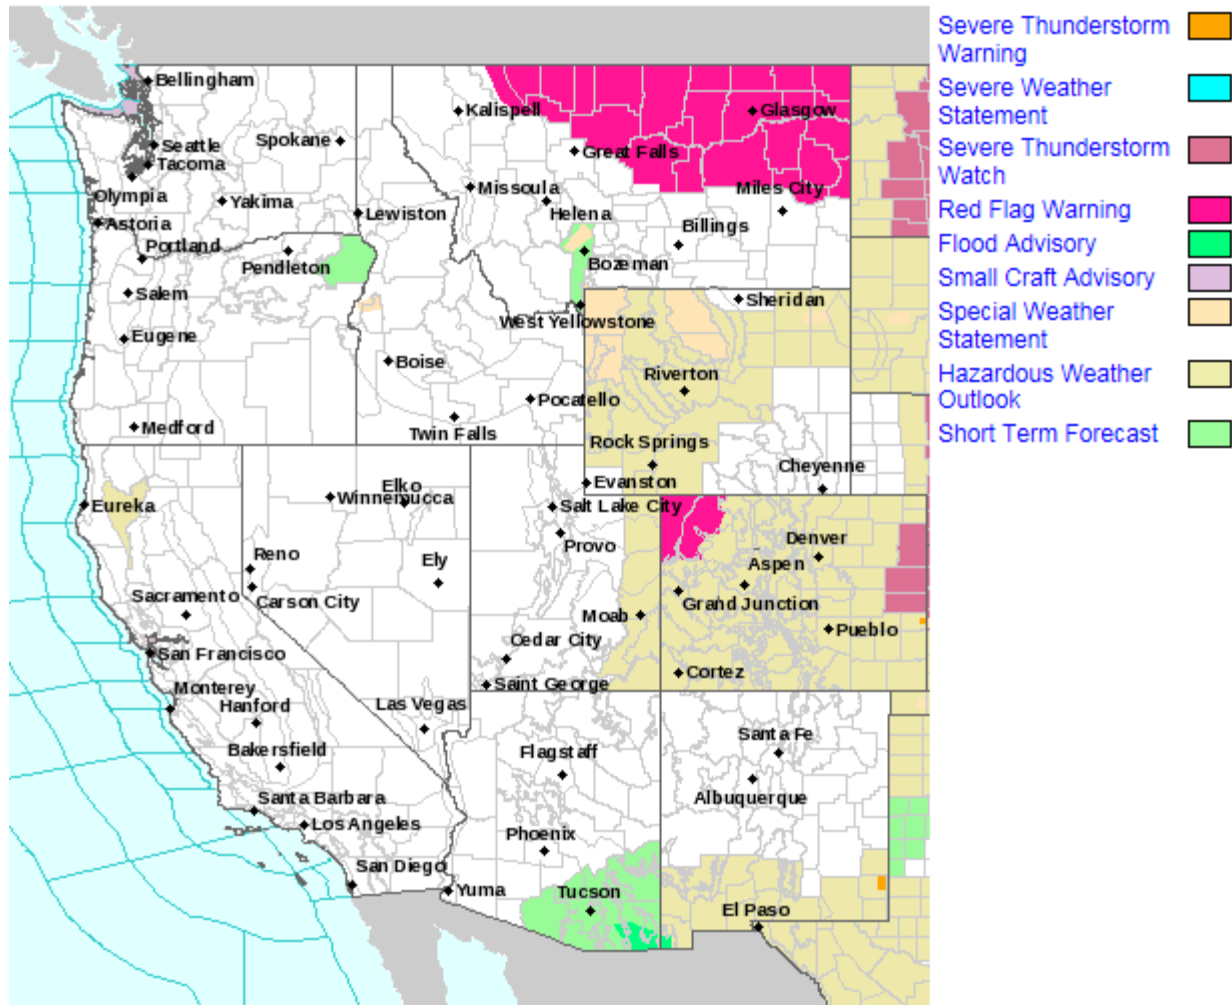 Bellingham
Kalispell
Glasgow
Spokane
Seattle
Great Falls
Tacoma
Missoula
Miles City
Olympia
Yakima
Lewiston
Helena
Astoria
Billings
Portland
Pendleton
Bozeman
Salem
Sheridan
West Yellowstone
Eugene
Boise
Riverton
Pocatello
Medford
Twin Falls
Rock Springs
Cheyenne
Elko
Evanston
Winnemucca
Eureka
Salt Lake City
Denver
Provo
Reno
Ely
Aspen
Sacramento
Carson City
Grand Junction
Moab
Pueblo
Cedar City
San Francisco
Cortez
Saint George
Monterey
Hanford
Las Vegas
Santa Fe
Bakersfield
Flagstaff
Santa Barbara
Albuquerque
Los Angeles
Phoenix
San Diego
Yuma
Tucson
El Paso
Severe Thunderstorm
Warning
Severe Weather
Statement
Severe Thunderstorm
Watch
Red Flag Warning
Flood Advisory
Small Craft Advisory
Special Weather
Statement
Hazardous Weather
Outlook
Short Term Forecast